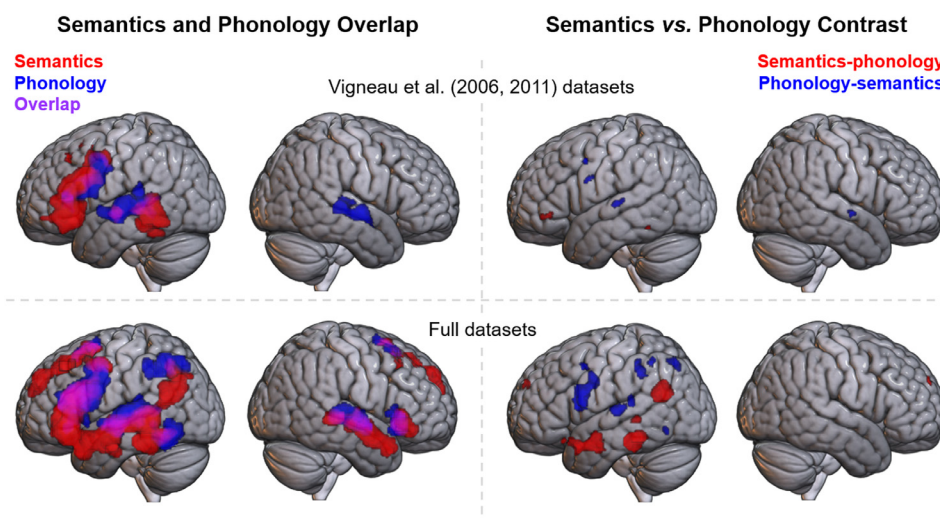 Semantics and Phonology Overlap
Semantics vs. Phonology Contrast
Semantics
Phonology
Overlap
Semantics-phonology
Phonology-semantics
Vigneau et al. (2006, 2011) datasets
Full datasets